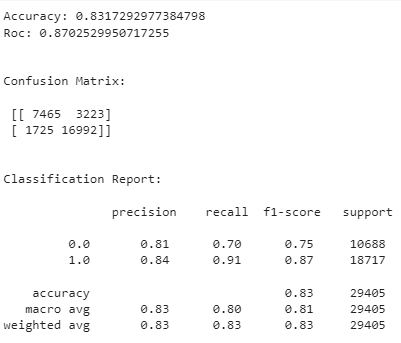 Accuracy: 0.8317292977384798
Roc: 0.8702529950717255
Confusion Matrix:
[[ 7465  3223]
[ 1725 16992]]
Classification Report:
precision    recall  f1-score   support
0.0       0.81      0.70      0.75     10688
1.0       0.84      0.91      0.87     18717
accuracy                           0.83     29405
macro avg       0.83      0.80      0.81     29405
weighted avg       0.83      0.83      0.83     29405